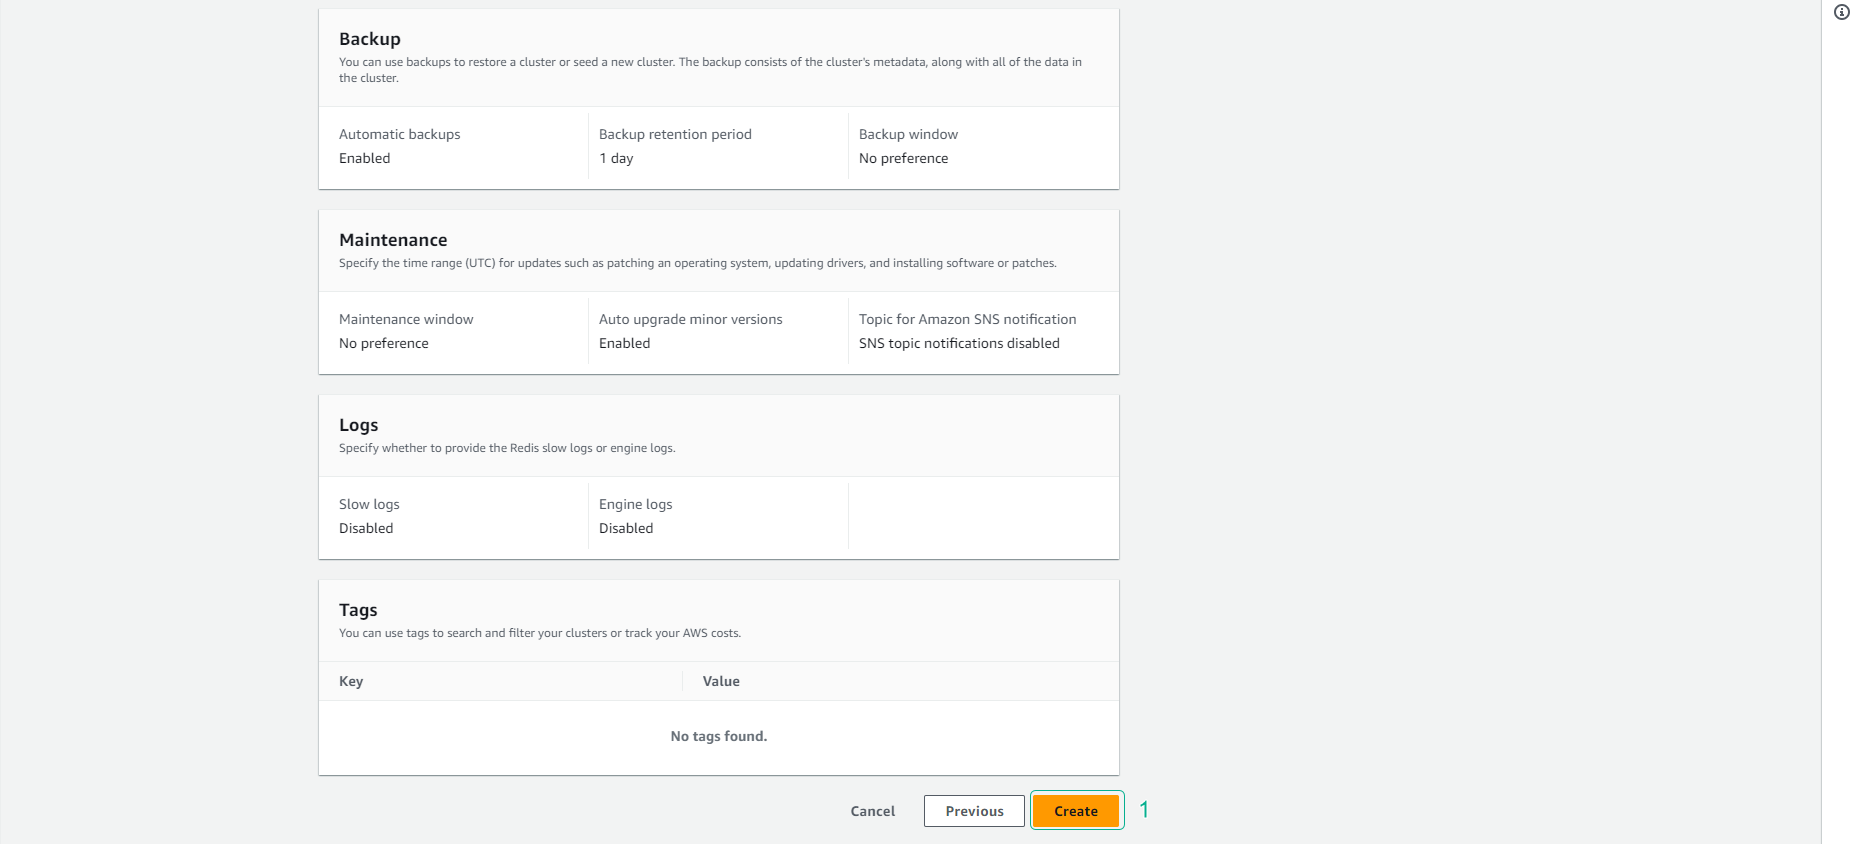 Backup
You can use backups to restore a cluster or seed a new cluster. The backup consists of the cluster's metadata, along with all of the data in
the cluster.
Automatic backups
Enabled
Backup retention period
1 day
Backup window
No preference
Maintenance
Specify the time range (UTC) for updates such as patching an operating system, updating drivers, and installing software or patches.
Maintenance window
No preference
Auto upgrade minor versions
Enabled
Topic for Amazon SNS notification
SNS topic notifications disabled
Logs
Specify whether to provide the Redis slow logs or engine logs.
Slow logs
Disabled
Engine logs
Disabled
Tags
You can use tags to search and filter your clusters or track your AWS costs.
Key Value
No tags found.
Cancel Previous Create 1